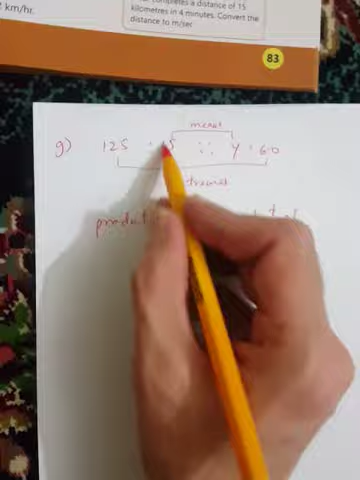 km/hr.
completes a distance of 15
kilometres in 4 minutes. Convert the
distance to m/sec
83
means
g) 125 : 5 :: y : 60
product